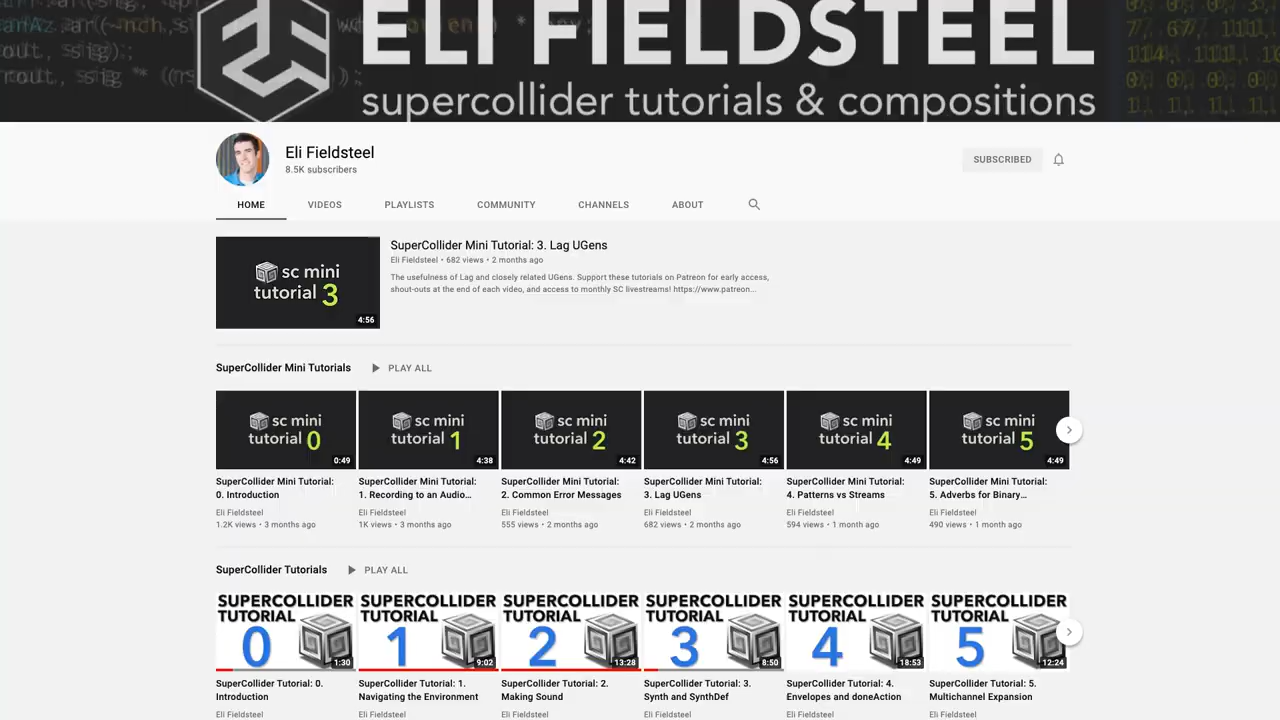 ELI FIELDSTEEL
supercollider tutorials & compositions
Eli Fieldsteel
8.5K subscribers
SUBSCRIBED
HOME VIDEOS PLAYLISTS COMMUNITY CHANNELS ABOUT
sc mini
tutorial 3
4:56
SuperCollider Mini Tutorial: 3. Lag UGens
Eli Fieldsteel • 682 views • 2 months ago
The usefulness of Lag and closely related UGens. Support these tutorials on Patreon for early access,
shout-outs at the end of each video, and access to monthly SC livestreams! https://www.patreon...
SuperCollider Mini Tutorials PLAY ALL
sc mini
tutorial 0
0:49
SuperCollider Mini Tutorial:
0. Introduction
Eli Fieldsteel
1.2K views • 3 months ago
sc mini
tutorial 1
4:38
SuperCollider Mini Tutorial:
1. Recording to an Audio...
Eli Fieldsteel
1K views • 3 months ago
sc mini
tutorial 2
4:42
SuperCollider Mini Tutorial:
2. Common Error Messages
Eli Fieldsteel
555 views • 2 months ago
sc mini
tutorial 3
4:56
SuperCollider Mini Tutorial:
3. Lag UGens
Eli Fieldsteel
682 views • 2 months ago
sc mini
tutorial 4
4:49
SuperCollider Mini Tutorial:
4. Patterns vs Streams
Eli Fieldsteel
594 views • 1 month ago
sc mini
tutorial 5
4:49
SuperCollider Mini Tutorial:
5. Adverbs for Binary...
Eli Fieldsteel
490 views • 1 month ago
SuperCollider Tutorials PLAY ALL
SUPERCOLLIDER
TUTORIAL
0
1:30
SuperCollider Tutorial: 0.
Introduction
Eli Fieldsteel
SUPERCOLLIDER
TUTORIAL
1
9:02
SuperCollider Tutorial: 1.
Navigating the Environment
Eli Fieldsteel
SUPERCOLLIDER
TUTORIAL
2
13:28
SuperCollider Tutorial: 2.
Making Sound
Eli Fieldsteel
SUPERCOLLIDER
TUTORIAL
3
8:50
SuperCollider Tutorial: 3.
Synth and SynthDef
Eli Fieldsteel
SUPERCOLLIDER
TUTORIAL
4
18:53
SuperCollider Tutorial: 4.
Envelopes and doneAction
Eli Fieldsteel
SUPERCOLLIDER
TUTORIAL
5
12:24
SuperCollider Tutorial: 5.
Multichannel Expansion
Eli Fieldsteel